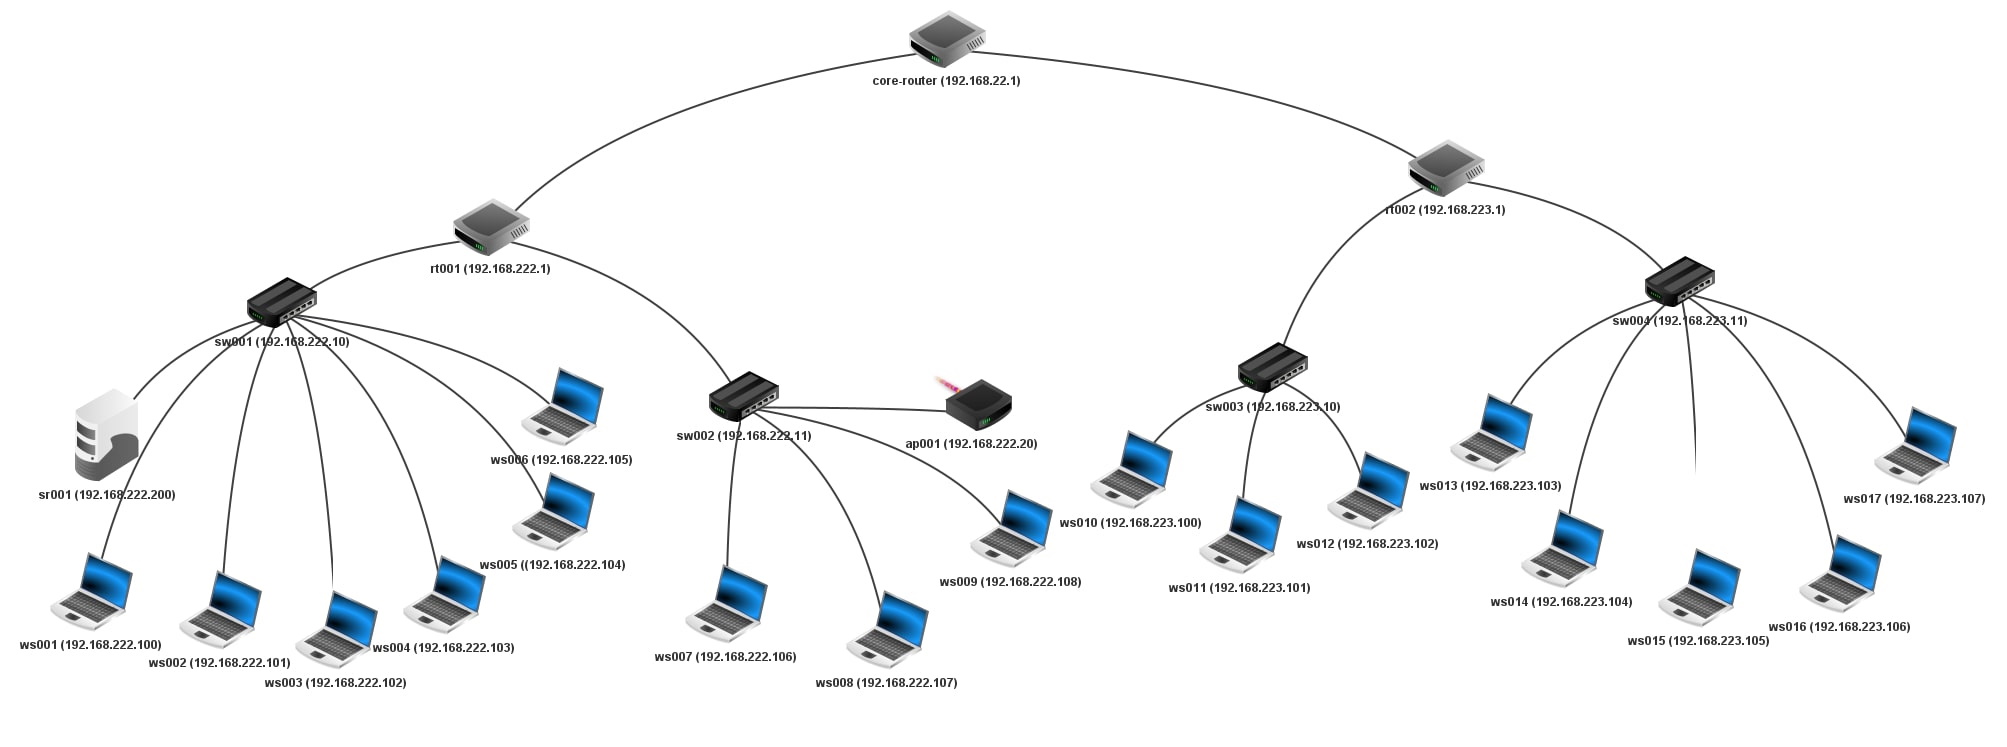 core-router (192.168.22.1)
rt002 (192.168.223.1)
rt001 (192.168.222.1)
sw004 (192.168.223.11)
sw001 (192.168.222.10)
sw003 (192.168.223.10)
sw002 (192.168.222.11)
ap001 (192.168.222.20)
ws006 (192.168.222.105)
ws013 (192.168.223.103)
sr001 (192.168.222.200)
ws017 (192.168.223.107)
ws010 (192.168.223.100)
ws012 (192.168.223.102)
ws005 ((192.168.222.104)
ws009 (192.168.222.108)
ws011 (192.168.223.101)
ws014 (192.168.223.104)
ws016 (192.168.223.106)
ws015 (192.168.223.105)
ws001 (192.168.222.100)
ws004 (192.168.222.103)
ws007 (192.168.222.106)
ws002 (192.168.222.101)
ws003 (192.168.222.102)
ws008 (192.168.222.107)